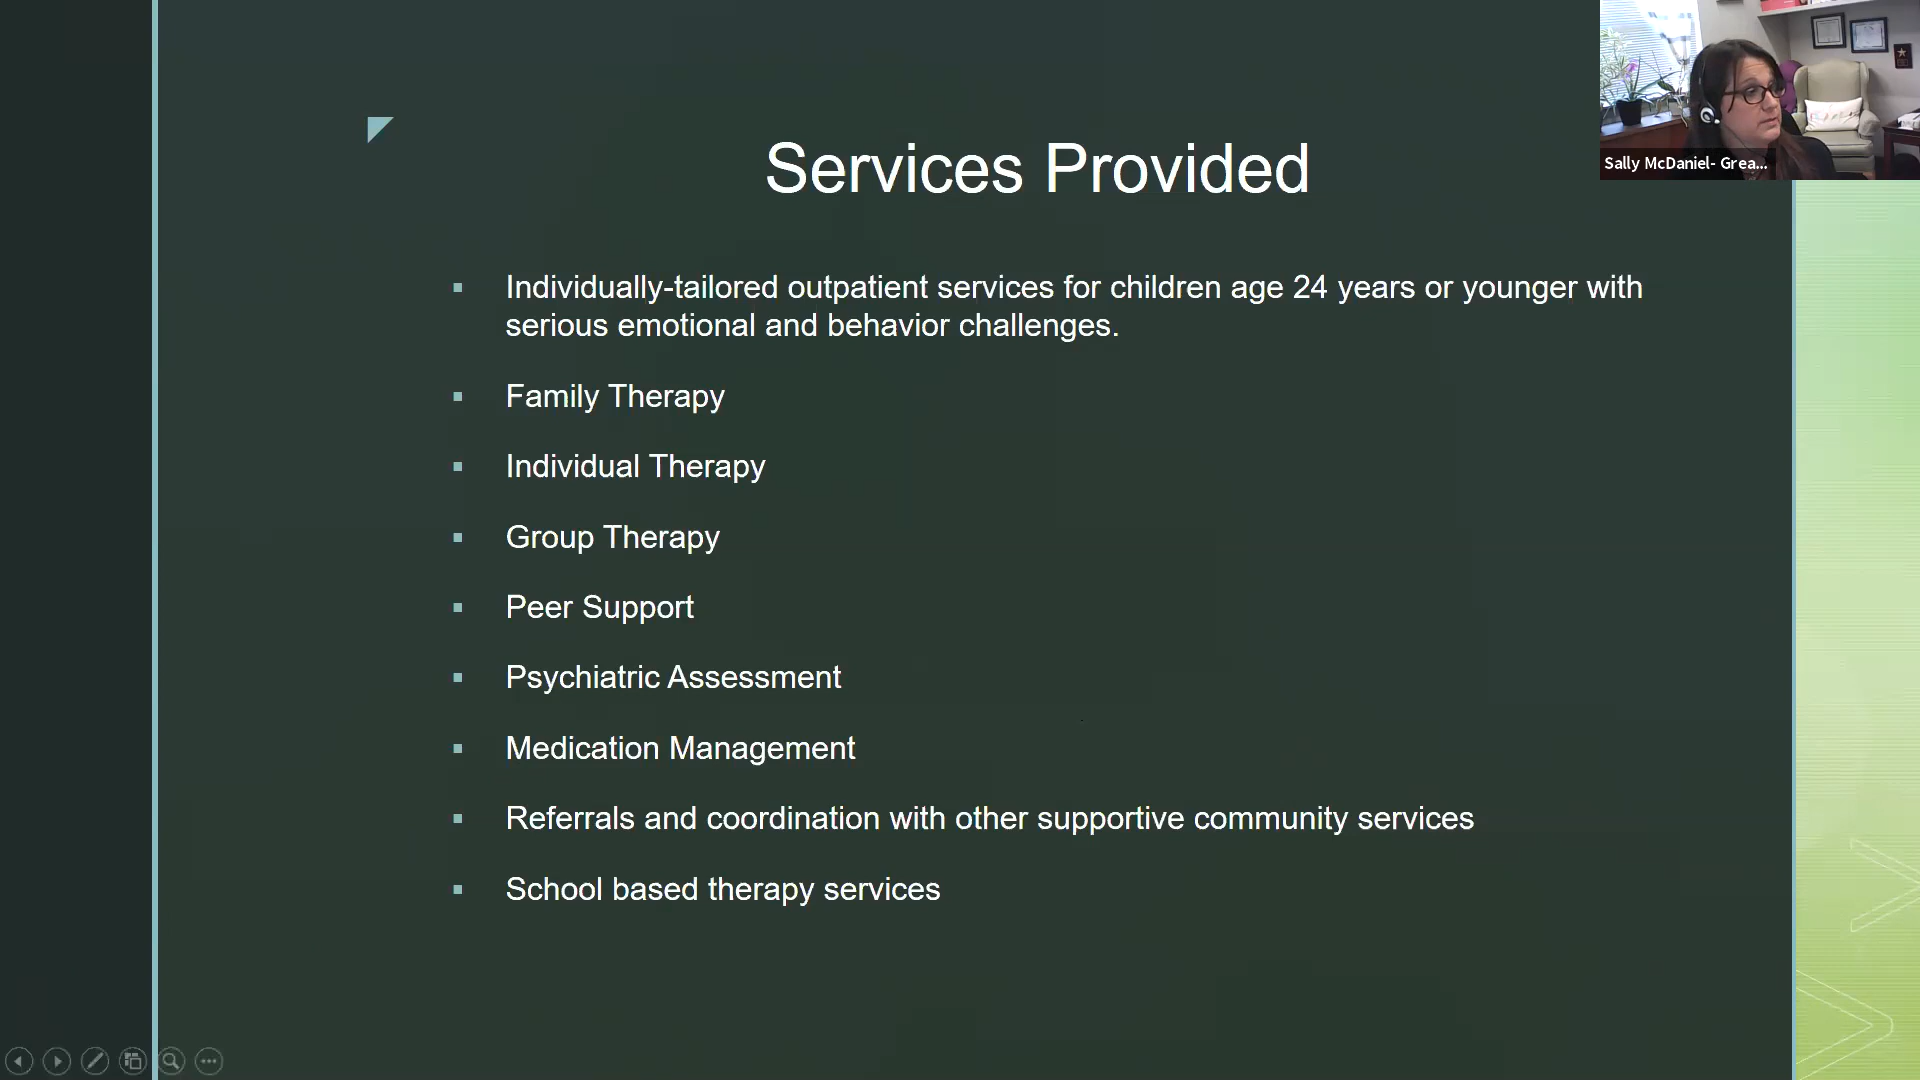 Services Provided
Individually-tailored outpatient services for children age 24 years or younger with
serious emotional and behavior challenges.
Family Therapy
Individual Therapy
Group Therapy
Peer Support
Psychiatric Assessment
Medication Management
Referrals and coordination with other supportive community services
School based therapy services
Sally McDaniel- Grea...